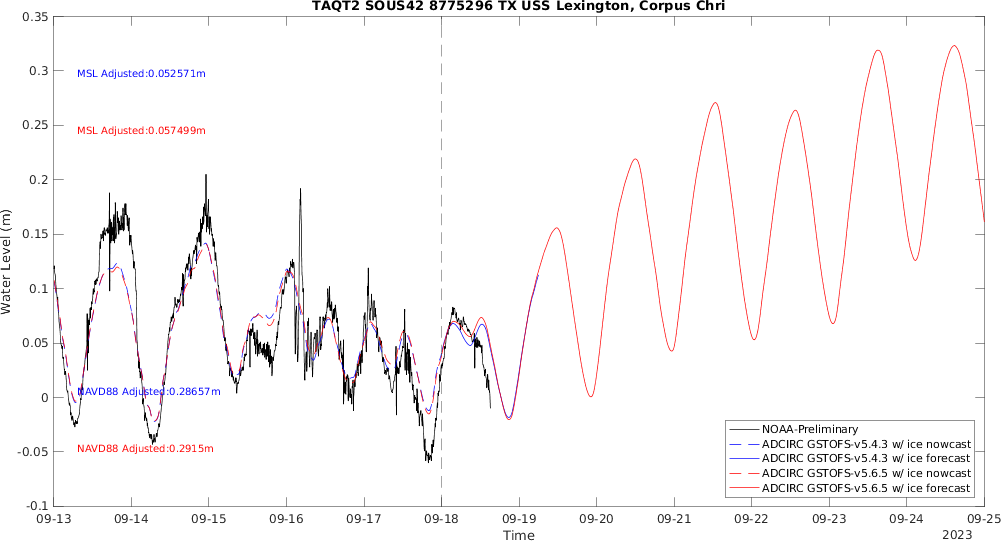 TAQT2 SOUS42 8775296 TX USS Lexington, Corpus Chri
0.35
0.3
0.25
0.2
0.15
0.1
0.05
0
-0.05
-0.1
Water Level (m)
MSL Adjusted:0.052571m
MSL Adjusted:0.057499m
NAVD88 Adjusted:0.28657m
NAVD88 Adjusted:0.2915m
NOAA-Preliminary
ADCIRC GSTOFS-v5.4.3 w/ ice nowcast
ADCIRC GSTOFS-v5.4.3 w/ ice forecast
ADCIRC GSTOFS-v5.6.5 w/ ice nowcast
ADCIRC GSTOFS-v5.6.5 w/ ice forecast
09-13 09-14 09-15 09-16 09-17 09-18 09-19 09-20 09-21 09-22 09-23 09-24 09-25
Time
2023